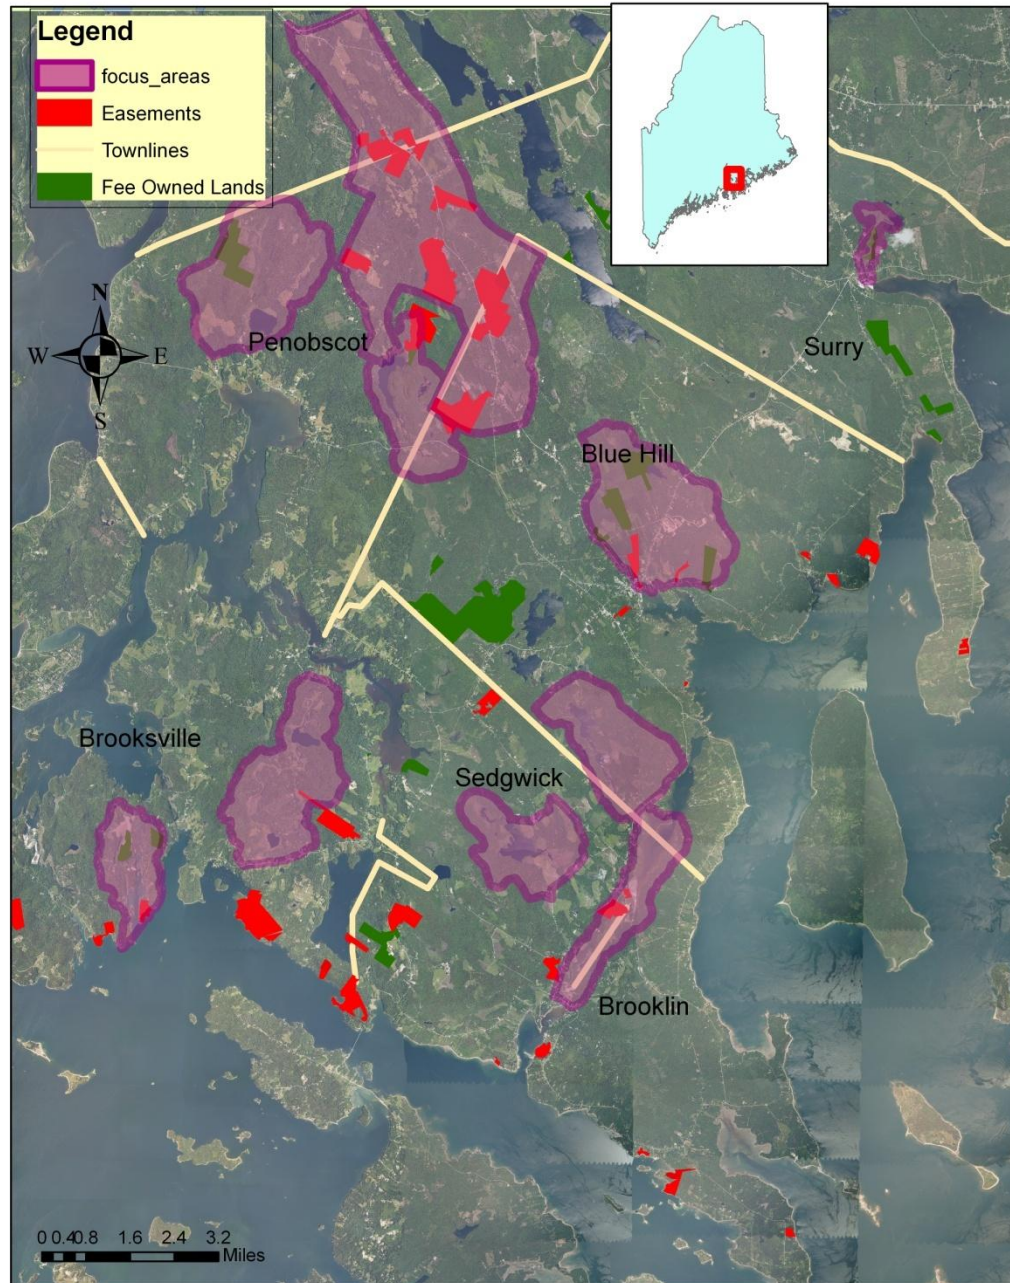 Legend
focus_areas
Easements
Townlines
Fee Owned Lands
N
W E
S
Penobscot
Surry
Blue Hill
Brooksville
Sedgwick
Brooklin
0 0.4 0.8 1.6 2.4 3.2
Miles